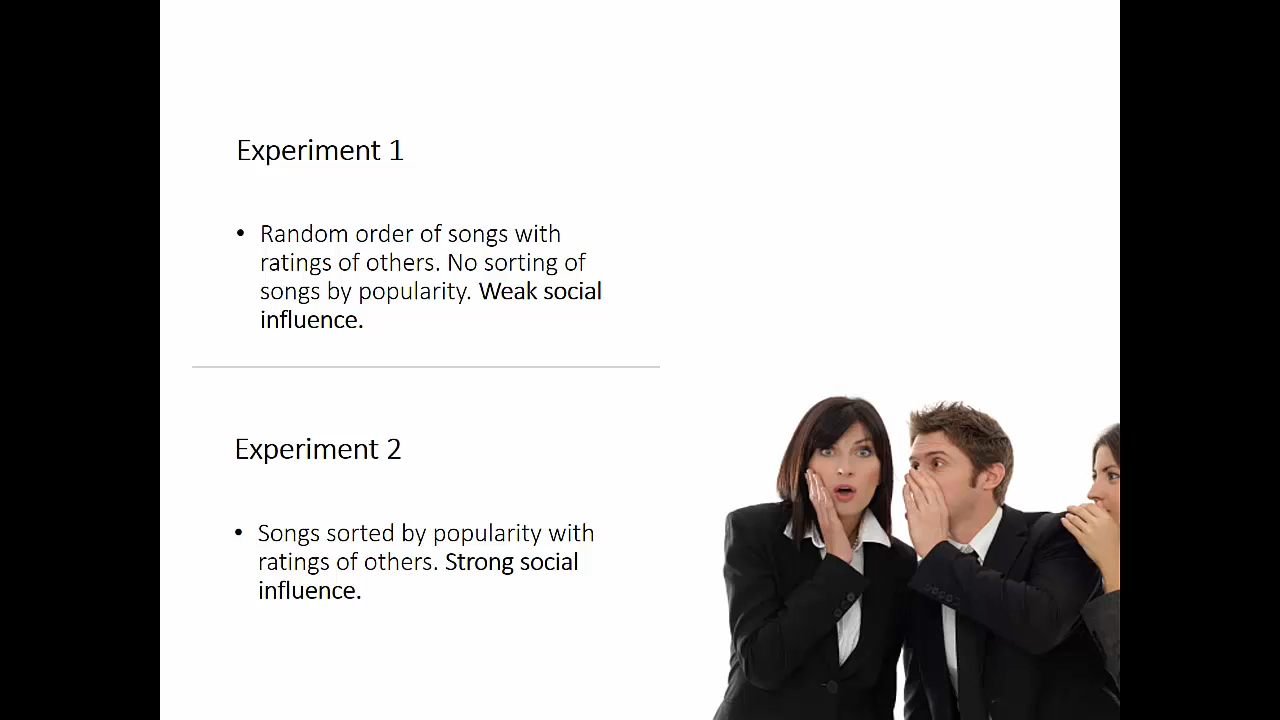 Experiment 1
• Random order of songs with
ratings of others. No sorting of
songs by popularity. Weak social
influence.
Experiment 2
• Songs sorted by popularity with
ratings of others. Strong social
influence.